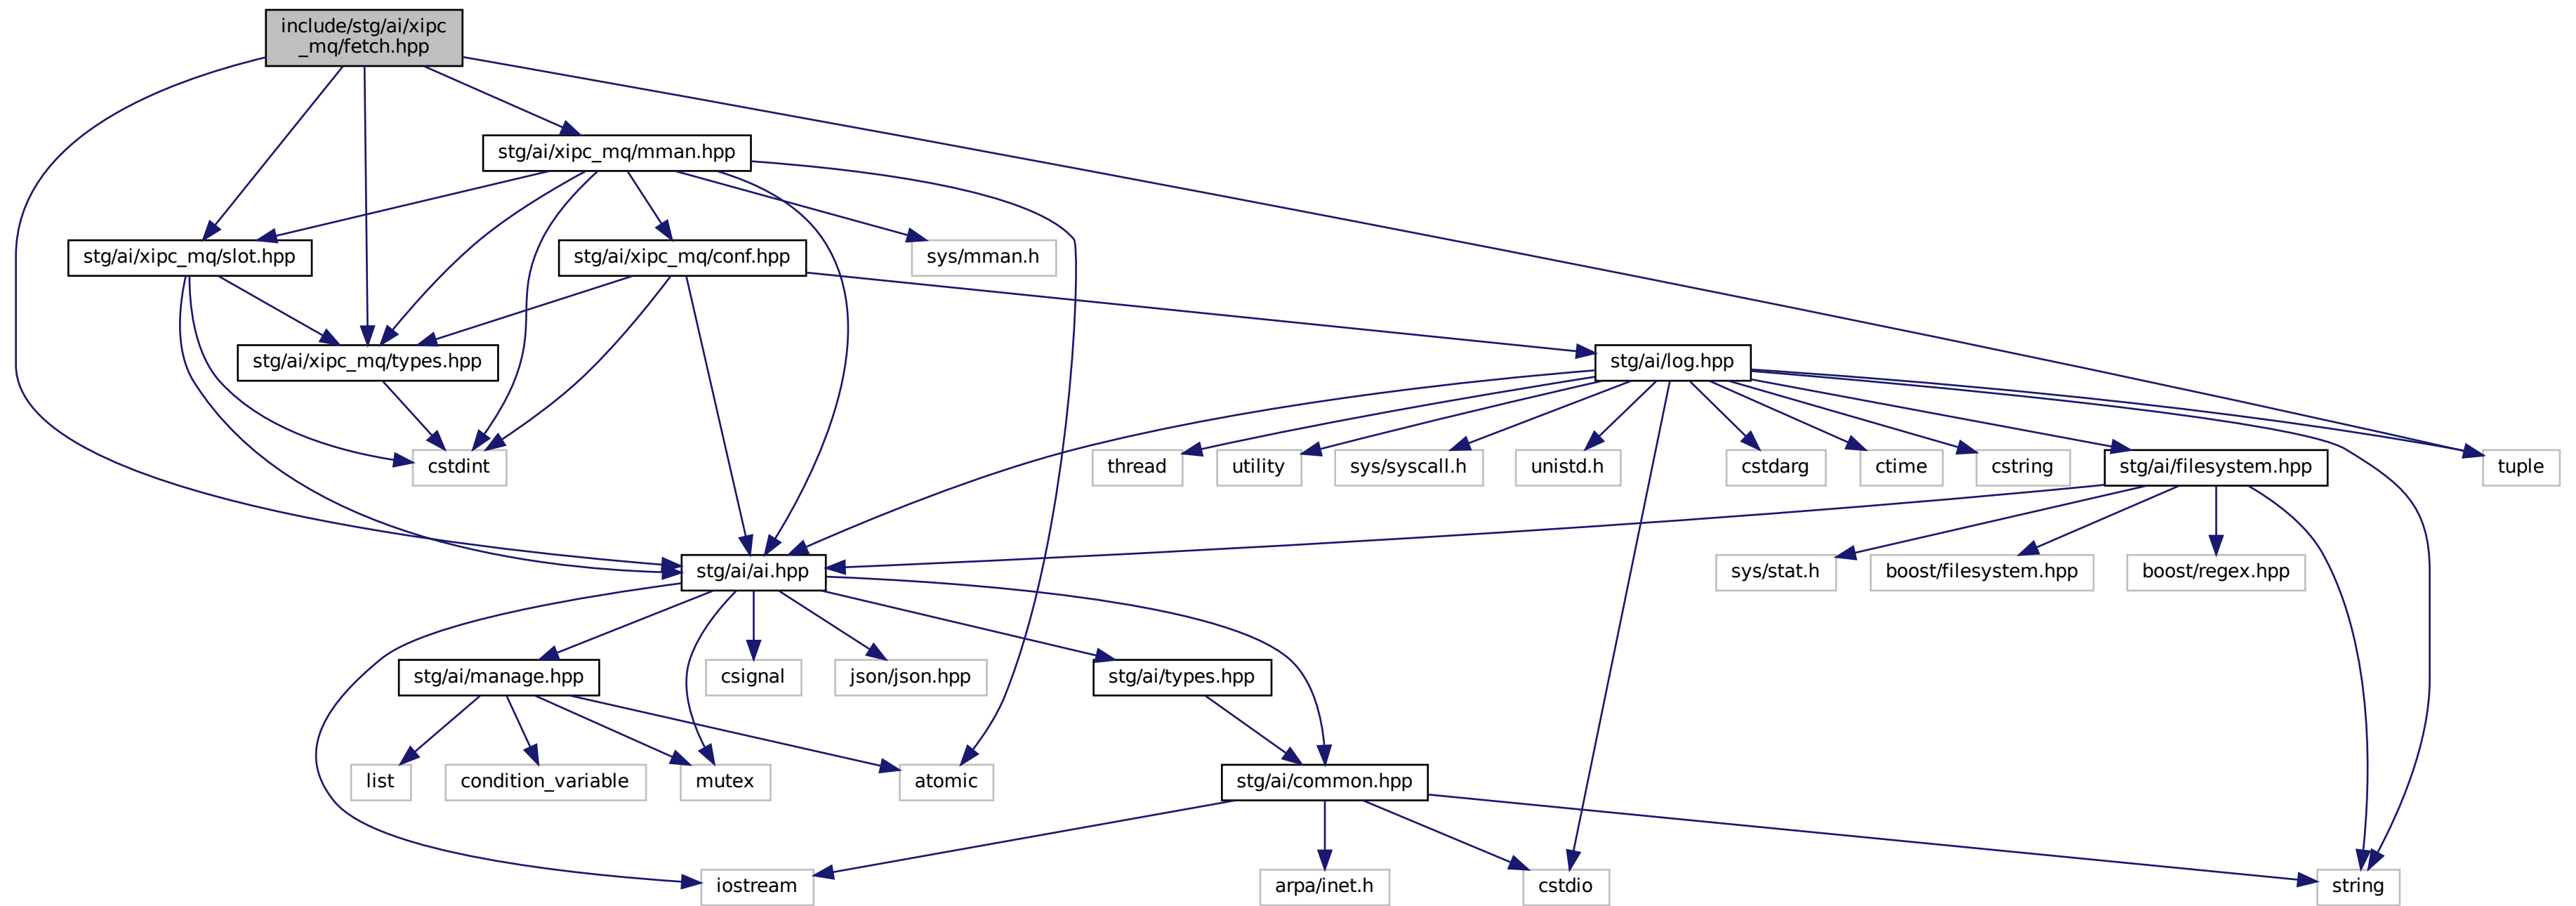 include/stg/ai/xipc
_mq/fetch.hpp
stg/ai/xipc_mq/mman.hpp
stg/ai/xipc_mq/slot.hpp
stg/ai/xipc_mq/conf.hpp
sys/mman.h
stg/ai/xipc_mq/types.hpp
stg/ai/log.hpp
cstdint
thread
utility
sys/syscall.h
unistd.h
cstdarg
ctime
cstring
stg/ai/filesystem.hpp
tuple
stg/ai/ai.hpp
sys/stat.h
boost/filesystem.hpp
boost/regex.hpp
stg/ai/manage.hpp
csignal
json/json.hpp
stg/ai/types.hpp
list
condition_variable
mutex
atomic
stg/ai/common.hpp
iostream
arpa/inet.h
cstdio
string